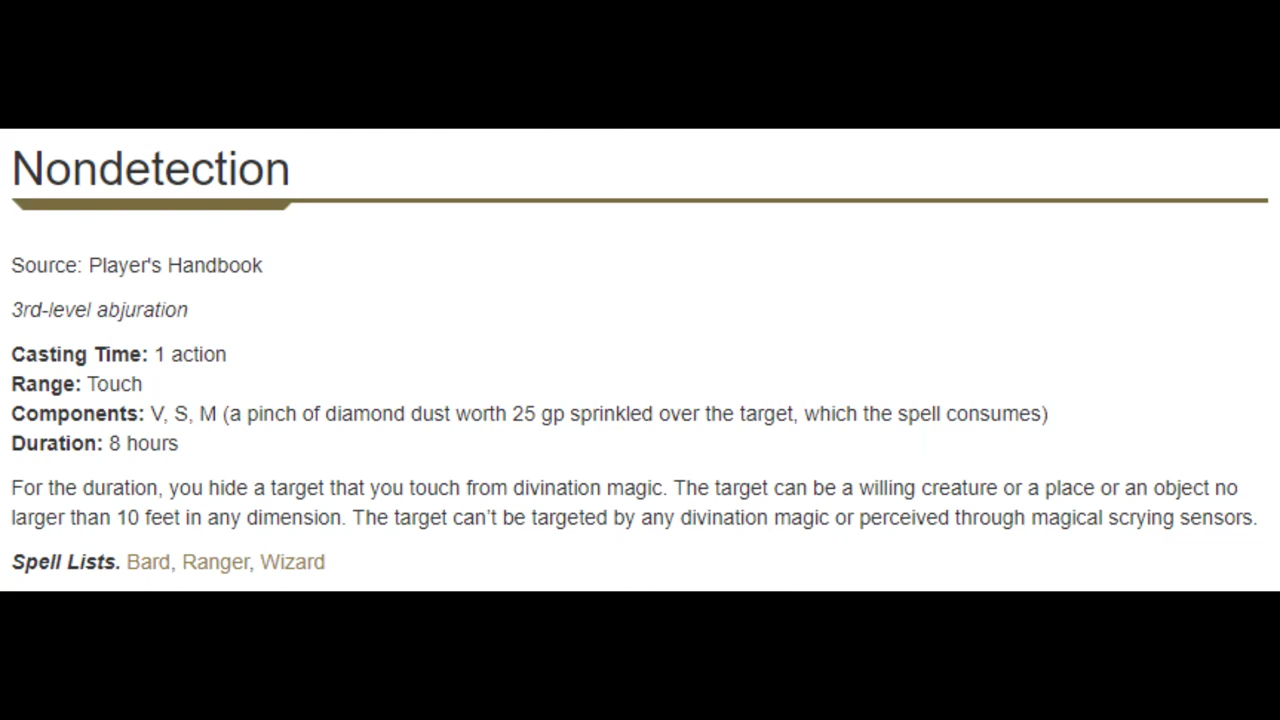 Nondetection
Source: Player's Handbook
3rd-level abjuration
Casting Time: 1 action
Range: Touch
Components: V, S, M (a pinch of diamond dust worth 25 gp sprinkled over the target, which the spell consumes)
Duration: 8 hours
For the duration, you hide a target that you touch from divination magic. The target can be a willing creature or a place or an object no
larger than 10 feet in any dimension. The target can’t be targeted by any divination magic or perceived through magical scrying sensors.
Spell Lists. Bard, Ranger, Wizard